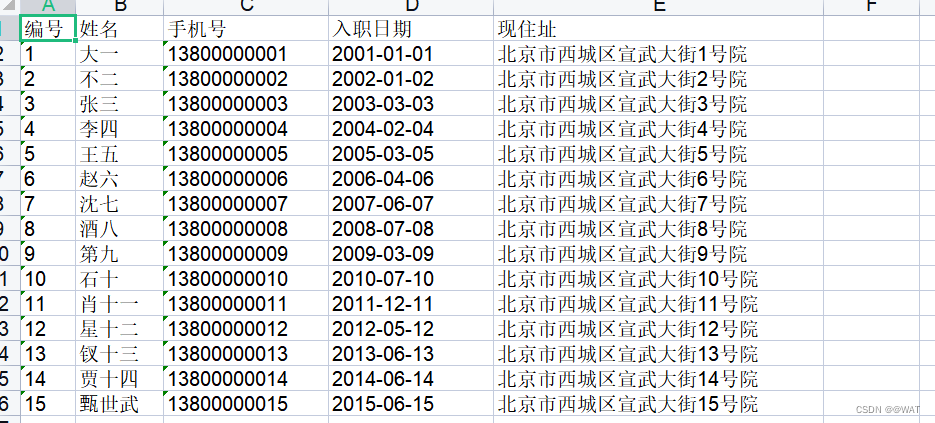 A B C D E F
编号 姓名 手机号 入职日期 现住址
2 1 大一 13800000001 2001-01-01 北京市西城区宣武大街1号院
3 2 不二 13800000002 2002-01-02 北京市西城区宣武大街2号院
4 3 张三 13800000003 2003-03-03 北京市西城区宣武大街3号院
5 4 李四 13800000004 2004-02-04 北京市西城区宣武大街4号院
5 王五 13800000005 2005-03-05 北京市西城区宣武大街5号院
6 赵六 13800000006 2006-04-06 北京市西城区宣武大街6号院
7 沈七 13800000007 2007-06-07 北京市西城区宣武大街7号院
8 酒八 13800000008 2008-07-08 北京市西城区宣武大街8号院
0 9 第九 13800000009 2009-03-09 北京市西城区宣武大街9号院
1 10 石十 13800000010 2010-07-10 北京市西城区宣武大街10号院
2 11 肖十一 13800000011 2011-12-11 北京市西城区宣武大街11号院
3 12 星十二 13800000012 2012-05-12 北京市西城区宣武大街12号院
4 13 钗十三 13800000013 2013-06-13 北京市西城区宣武大街13号院
5 14 贾十四 13800000014 2014-06-14 北京市西城区宣武大街14号院
6 15 甄世武 13800000015 2015-06-15 北京市西城区宣武大街15号院
CSDN @@WAT